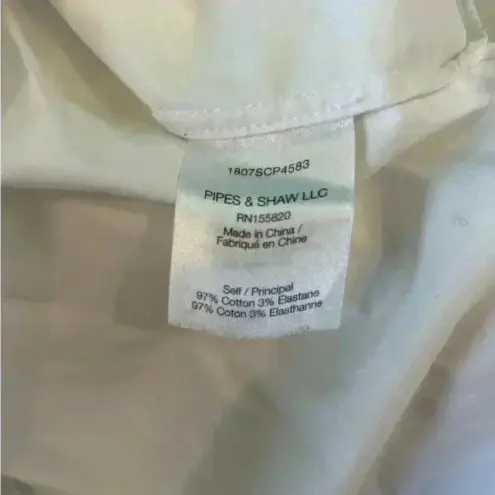 1807SCP4583
PIPES & SHAW LLC
RN155820
Made in China /
Fabriqué en Chine
Self / Principal
97% Cotton 3% Elastane
97% Coton 3% Elasthanne